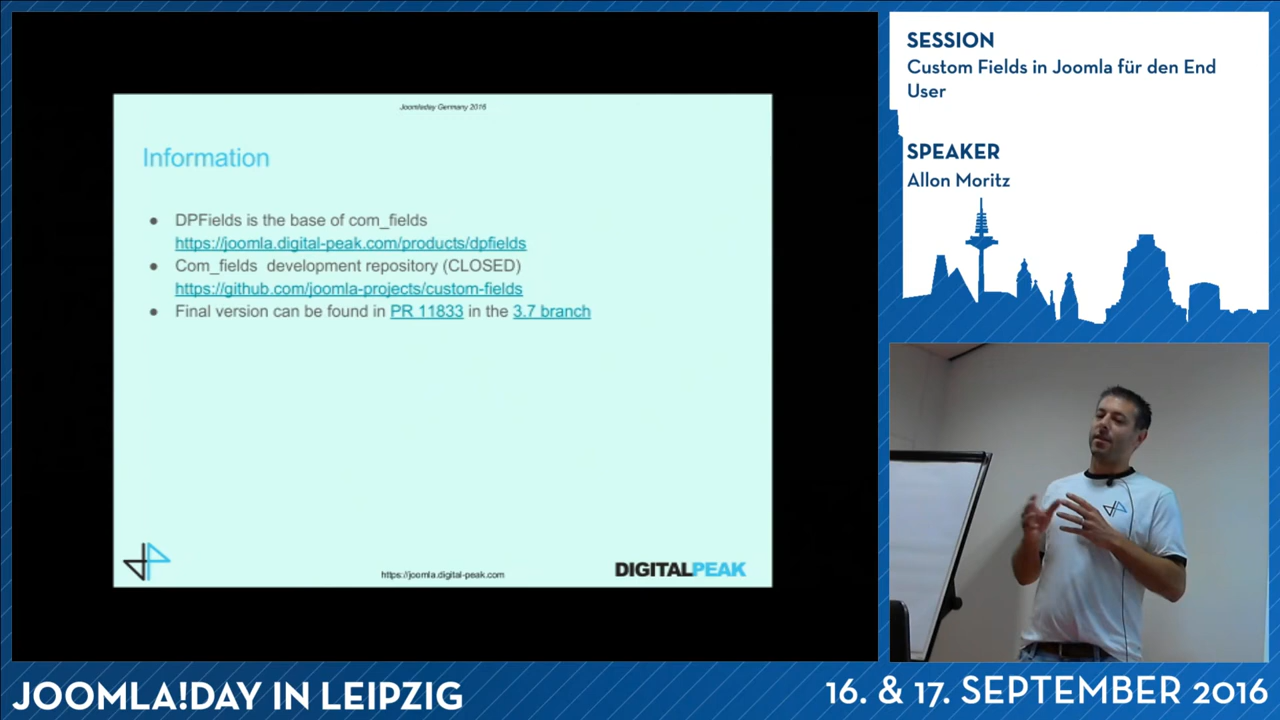 Joomladay Germany 2016
Information
● DPFields is the base of com_fields
https://joomla.digital-peak.com/products/dpfields
● Com_fields development repository (CLOSED)
https://github.com/joomla-projects/custom-fields
● Final version can be found in PR 11833 in the 3.7 branch
https://joomla.digital-peak.com
DIGITALPEAK
SESSION
Custom Fields in Joomla für den End
User
SPEAKER
Allon Moritz
JOOMLA!DAY IN LEIPZIG
16. & 17. SEPTEMBER 2016